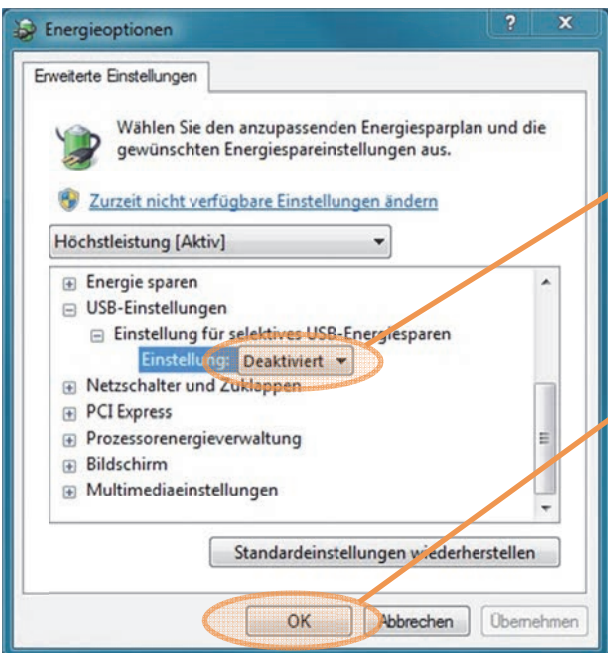 Energieoptionen
Erweiterte Einstellungen
Wählen Sie den anzupassenden Energiesparplan und die
gewünschten Energiespareinstellungen aus.
Zurzeit nicht verfügbare Einstellungen ändern
Höchstleistung [Aktiv]
Energie sparen
USB-Einstellungen
Einstellung für selektives USB-Energiesparen
Einstellung: Deaktiviert
Netzschalter und Zuklappen
PCI Express
Prozessorenergieverwaltung
Bildschirm
Multimediaeinstellungen
Standardeinstellungen wiederherstellen
OK Abbrechen Übernehmen